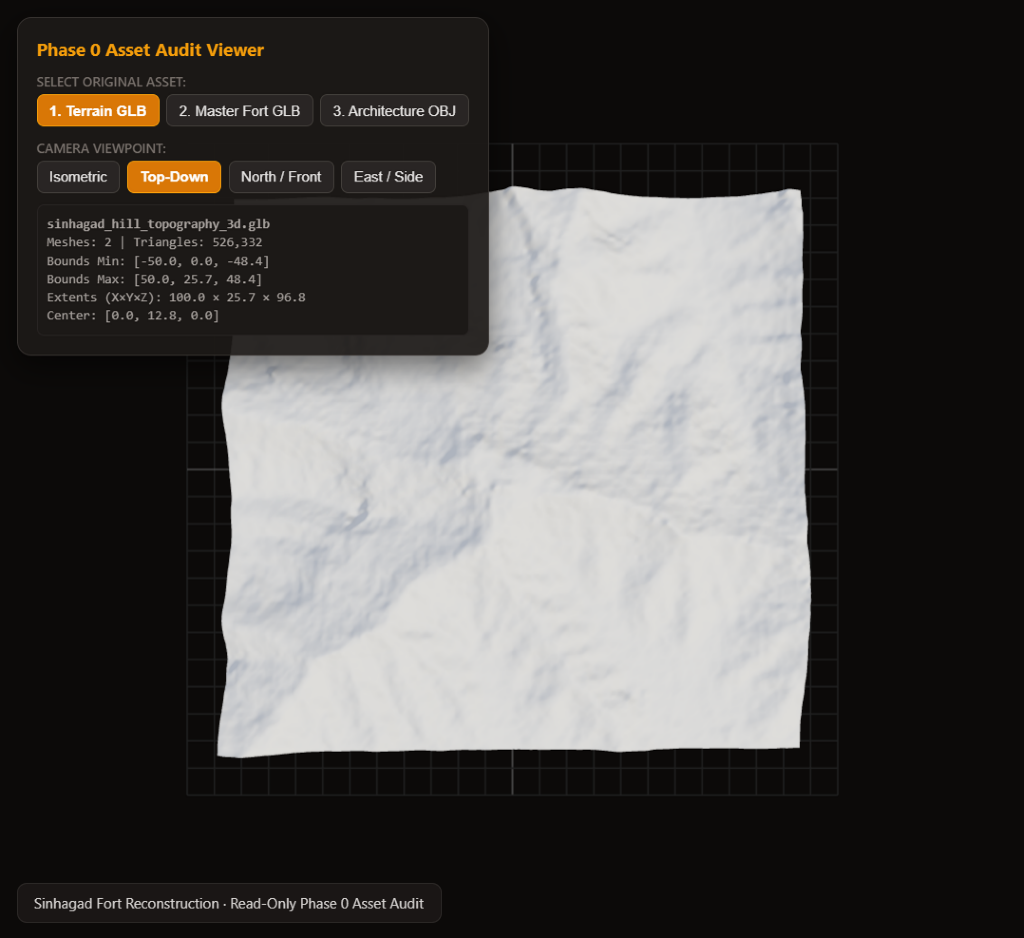 Phase 0 Asset Audit Viewer
SELECT ORIGINAL ASSET:
1. Terrain GLB
2. Master Fort GLB
3. Architecture OBJ
CAMERA VIEWPOINT:
Isometric
Top-Down
North / Front
East / Side
sinhagad_hill_topography_3d.glb
Meshes: 2 | Triangles: 526,332
Bounds Min: [-50.0, 0.0, -48.4]
Bounds Max: [50.0, 25.7, 48.4]
Extents (X×Y×Z): 100.0 × 25.7 × 96.8
Center: [0.0, 12.8, 0.0]
Sinhagad Fort Reconstruction · Read-Only Phase 0 Asset Audit